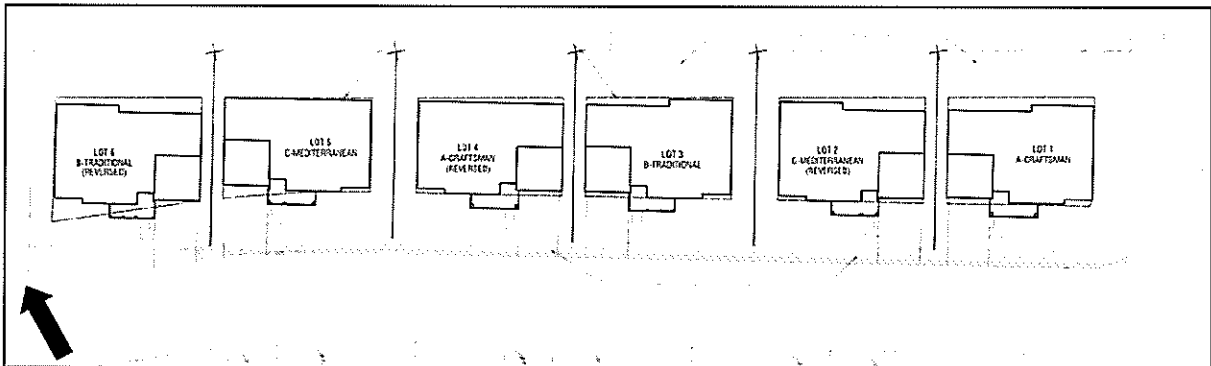 LOT 6
B-TRADITIONAL
(REVERSED)
LOT 5
C-MEDITERRANEAN
LOT 4
A-CRAFTSMAN
(REVERSED)
LOT 3
B-TRADITIONAL
LOT 2
C-MEDITERRANEAN
(REVERSED)
LOT 1
A-CRAFTSMAN